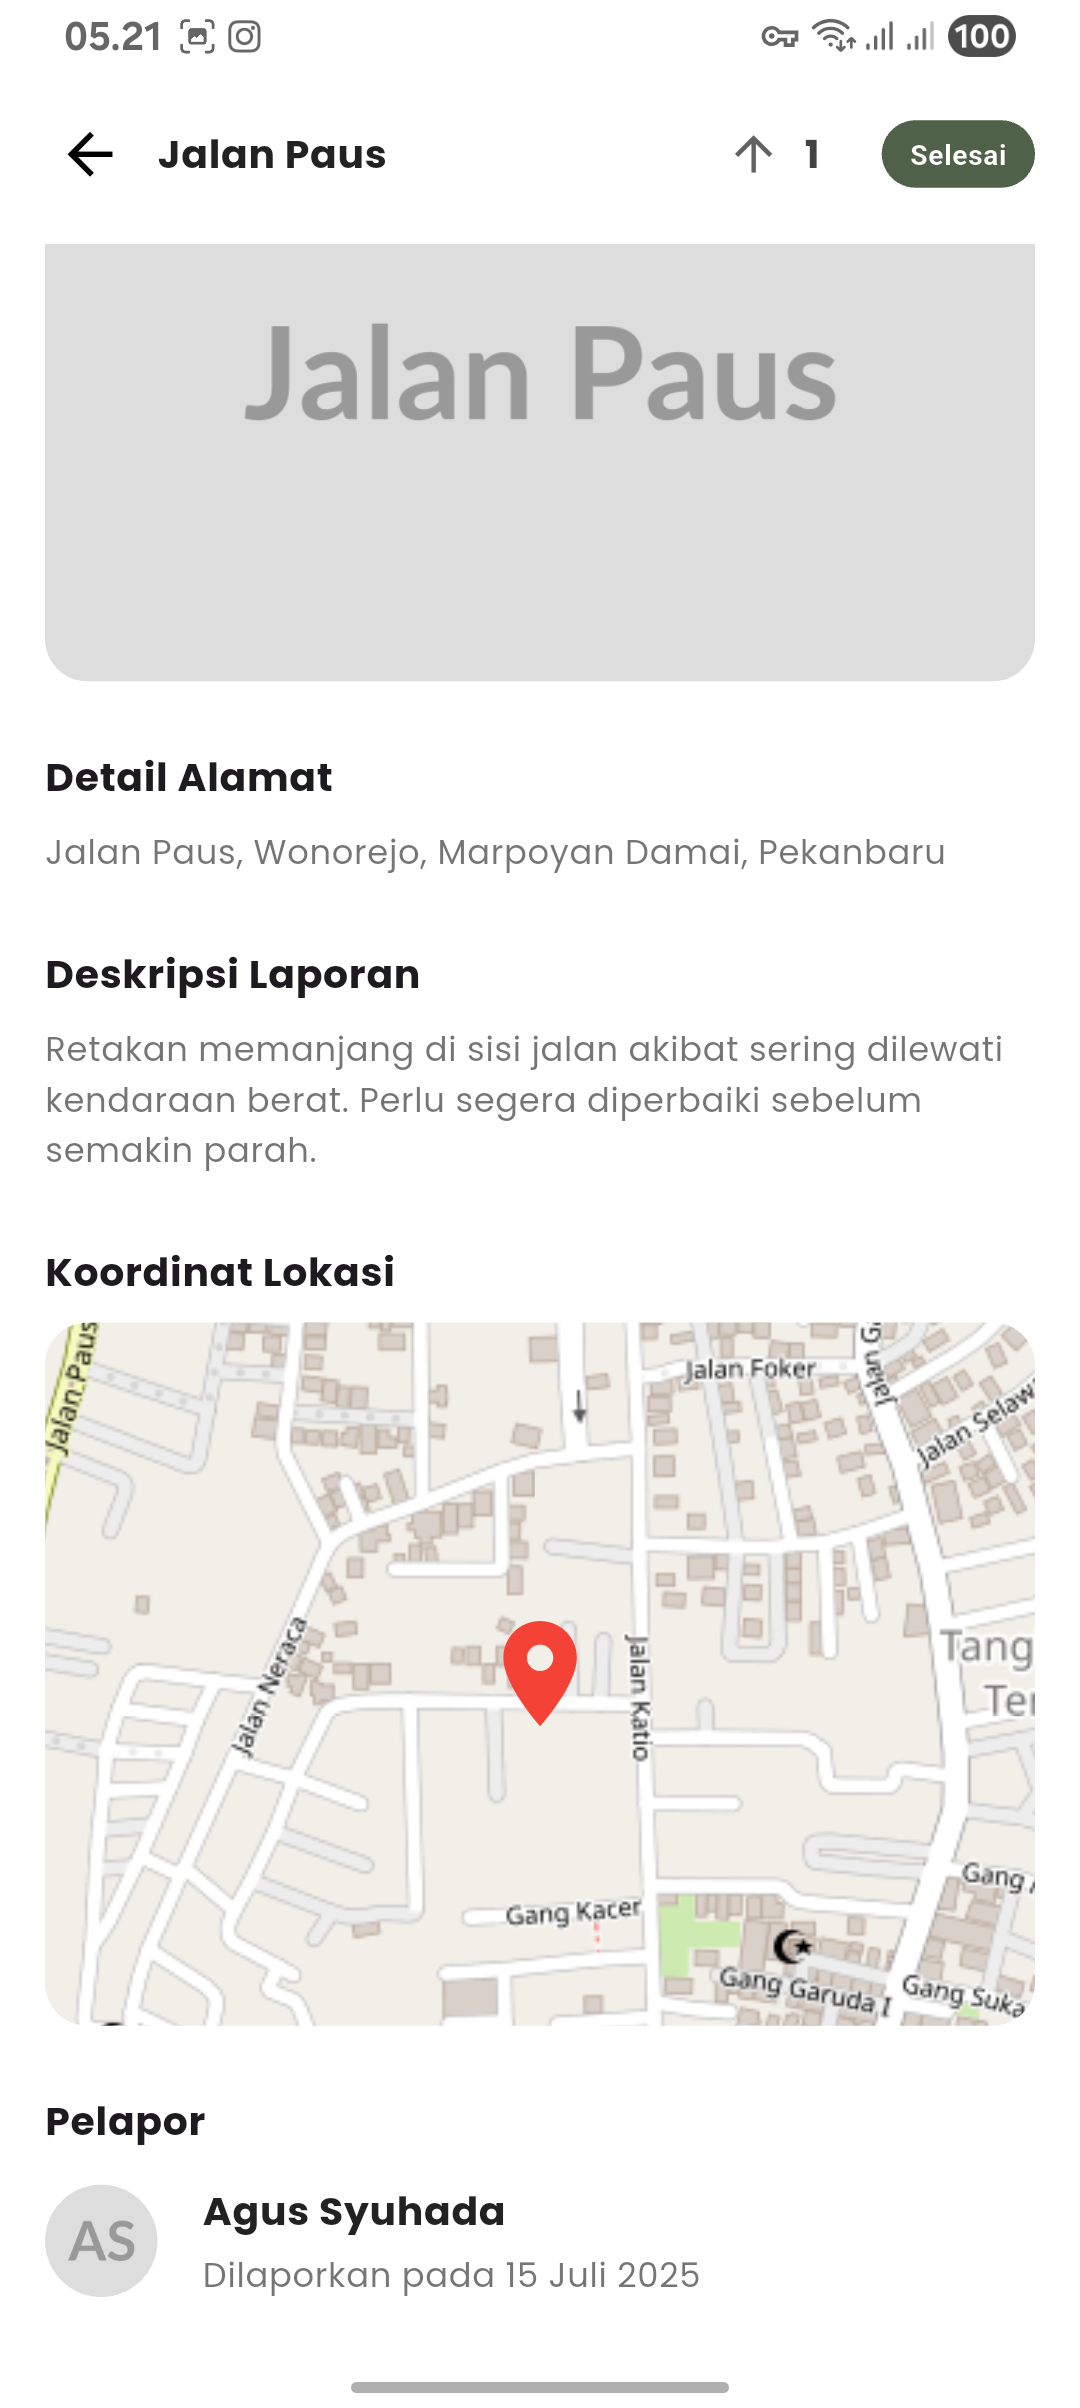 05.21
100
Jalan Paus
1
Selesai
Jalan Paus
Detail Alamat
Jalan Paus, Wonorejo, Marpoyan Damai, Pekanbaru
Deskripsi Laporan
Retakan memanjang di sisi jalan akibat sering dilewati
kendaraan berat. Perlu segera diperbaiki sebelum
semakin parah.
Koordinat Lokasi
Jalan Paus
Jalan Foker
Jalan G
Jalan Selaw
Jalan Neraca
Jalan Katio
Tang
Ter
Gang Kacer
Gang
Gang Garuda I
Gang Suka
Pelapor
AS
Agus Syuhada
Dilaporkan pada 15 Juli 2025